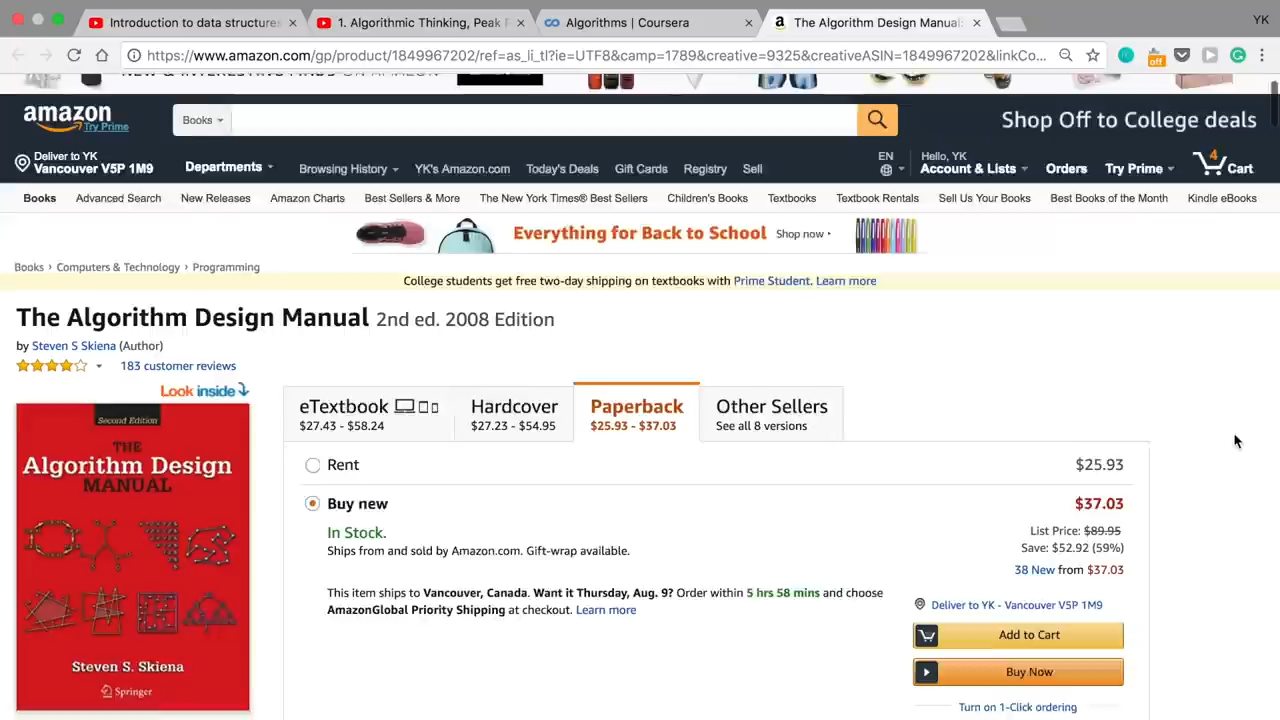 Introduction to data structures
1. Algorithmic Thinking, Peak F
Algorithms | Coursera
The Algorithm Design Manual:
YK
https://www.amazon.com/gp/product/1849967202/ref=as_li_tl?ie=UTF8&camp=1789&creative=9325&creativeASIN=1849967202&linkCo...
off
amazon
Try Prime
Books
Shop Off to College deals
Deliver to YK
Vancouver V5P 1M9
Departments
Browsing History
YK's Amazon.com
Today's Deals
Gift Cards
Registry
Sell
EN
Hello, YK
Account & Lists
Orders
Try Prime
4
Cart
Books
Advanced Search
New Releases
Amazon Charts
Best Sellers & More
The New York Times® Best Sellers
Children's Books
Textbooks
Textbook Rentals
Sell Us Your Books
Best Books of the Month
Kindle eBooks
Everything for Back to School
Shop now
Books › Computers & Technology › Programming
College students get free two-day shipping on textbooks with Prime Student. Learn more
The Algorithm Design Manual 2nd ed. 2008 Edition
by Steven S Skiena (Author)
183 customer reviews
Look inside
Second Edition
THE
Algorithm Design
MANUAL
Steven S. Skiena
Springer
eTextbook
$27.43 - $58.24
Hardcover
$27.23 - $54.95
Paperback
$25.93 - $37.03
Other Sellers
See all 8 versions
Rent
$25.93
Buy new
$37.03
In Stock.
Ships from and sold by Amazon.com. Gift-wrap available.
List Price: $89.95
Save: $52.92 (59%)
38 New from $37.03
This item ships to Vancouver, Canada. Want it Thursday, Aug. 9? Order within 5 hrs 58 mins and choose
AmazonGlobal Priority Shipping at checkout. Learn more
Deliver to YK - Vancouver V5P 1M9
Add to Cart
Buy Now
Turn on 1-Click ordering